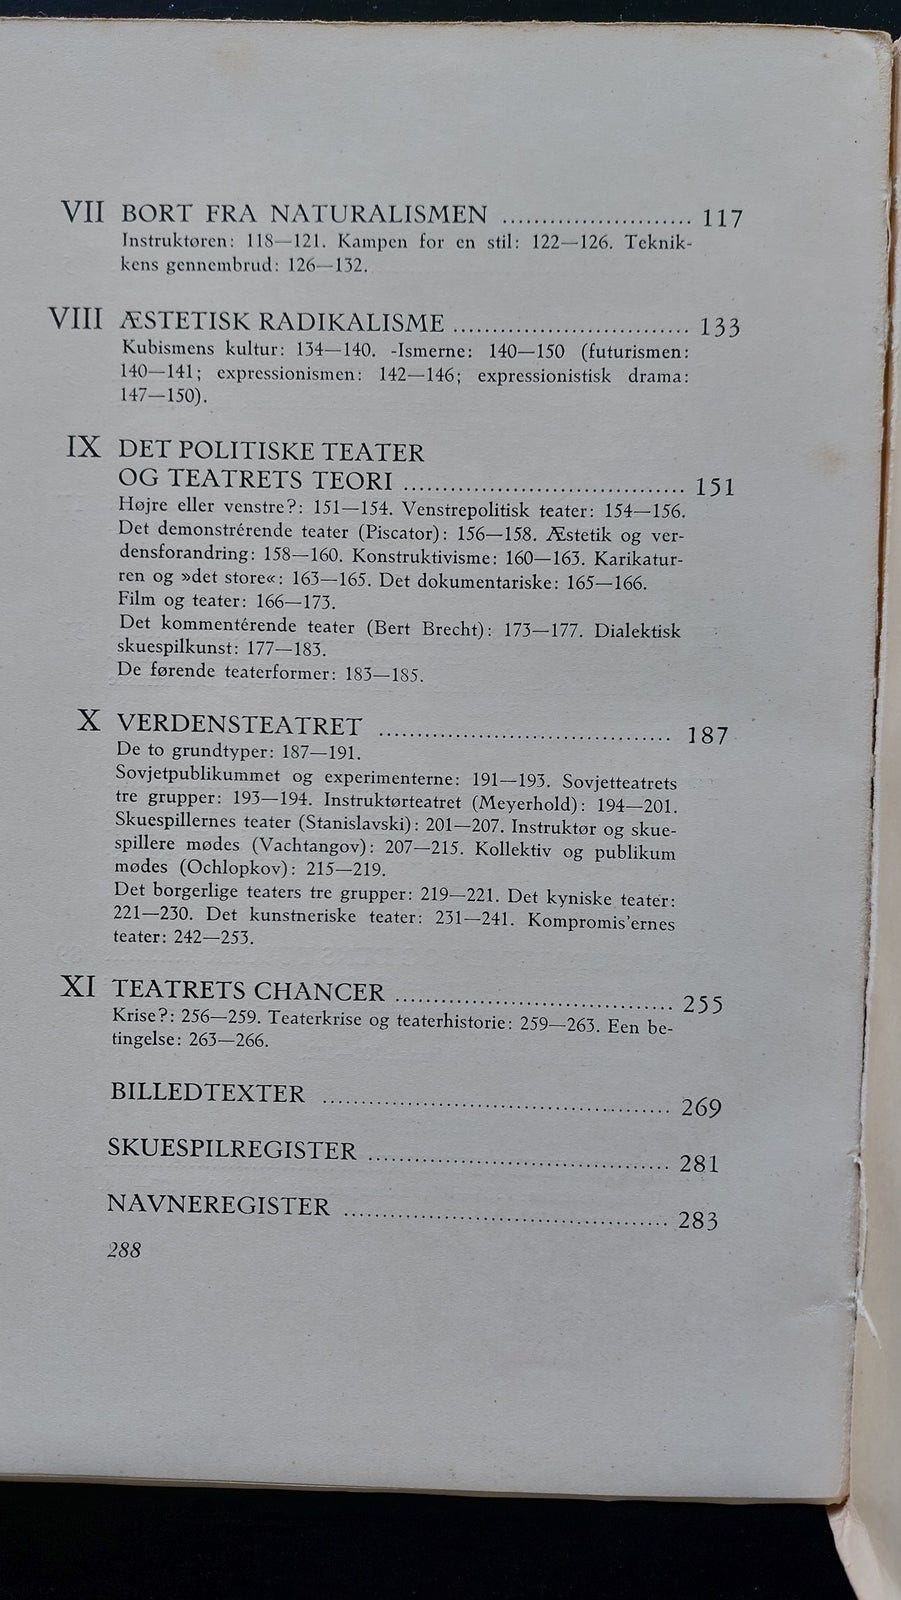 VII BORT FRA NATURALISMEN ........................ 117
Instruktøren: 118—121. Kampen for en stil: 122—126. Teknik-
kens gennembrud: 126—132.
VIII ÆSTETISK RADIKALISME .............................. 133
Kubismens kultur: 134—140. -Ismerne: 140—150 (futurismen:
140—141; expressionismen: 142—146; expressionistisk drama:
147—150).
IX DET POLITISKE TEATER
OG TEATRETS TEORI .................................... 151
Højre eller venstre?: 151—154. Venstrepolitisk teater: 154—156.
Det demonstrérende teater (Piscator): 156—158. Æstetik og ver-
densforandring: 158—160. Konstruktivisme: 160—163. Karikatur-
ren og »det store«: 163—165. Det dokumentariske: 165—166.
Film og teater: 166—173.
Det kommentérende teater (Bert Brecht): 173—177. Dialektisk
skuespilkunst: 177—183.
De førende teaterformer: 183—185.
X VERDENSTEATRET ..................................... 187
De to grundtyper: 187—191.
Sovjetpublikummet og experimenterne: 191—193. Sovjetteatrets
tre grupper: 193—194. Instruktørteatret (Meyerhold): 194—201.
Skuespillernes teater (Stanislavski): 201—207. Instruktør og skue-
spillere mødes (Vachtangov): 207—215. Kollektiv og publikum
mødes (Ochlopkov): 215—219.
Det borgerlige teaters tre grupper: 219—221. Det kyniske teater:
221—230. Det kunstneriske teater: 231—241. Kompromis'ernes
teater: 242—253.
XI TEATRETS CHANCER ................................... 255
Krise?: 256—259. Teaterkrise og teaterhistorie: 259—263. Een be-
tingelse: 263—266.
BILLEDTEXTER ............................................ 269
SKUESPILREGISTER ...................................... 281
NAVNEREGISTER ......................................... 283
288